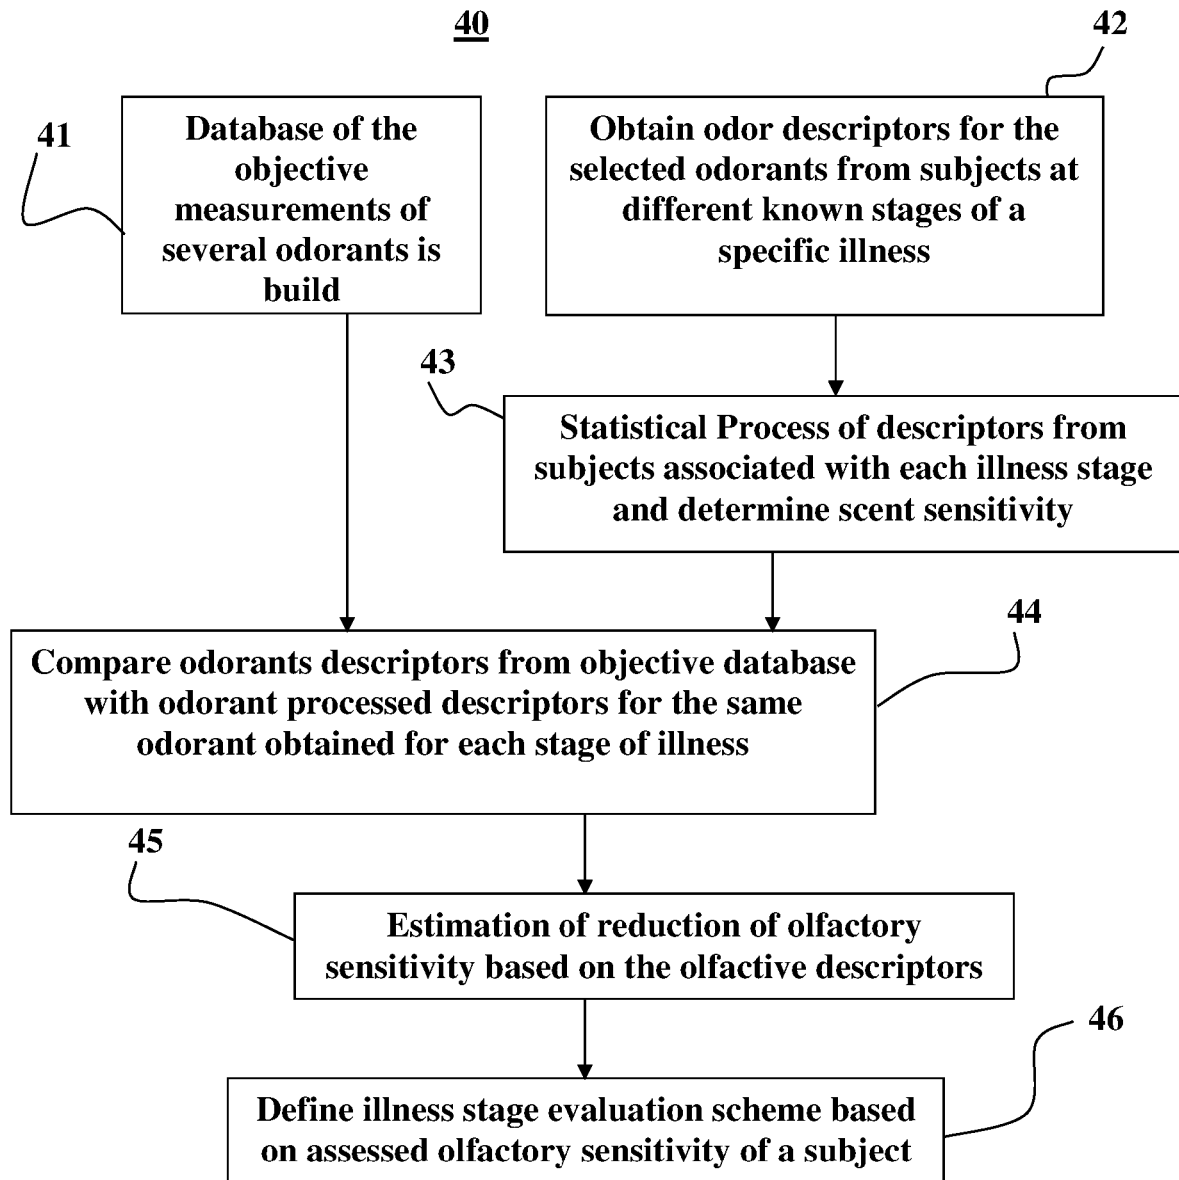 40
42
41
Database of the
objective
measurements of
several odorants is
build
Obtain odor descriptors for the
selected odorants from subjects at
different known stages of a
specific illness
43
Statistical Process of descriptors from
subjects associated with each illness stage
and determine scent sensitivity
44
Compare odorants descriptors from objective database
with odorant processed descriptors for the same
odorant obtained for each stage of illness
45
Estimation of reduction of olfactory
sensitivity based on the olfactive descriptors
46
Define illness stage evaluation scheme based
on assessed olfactory sensitivity of a subject